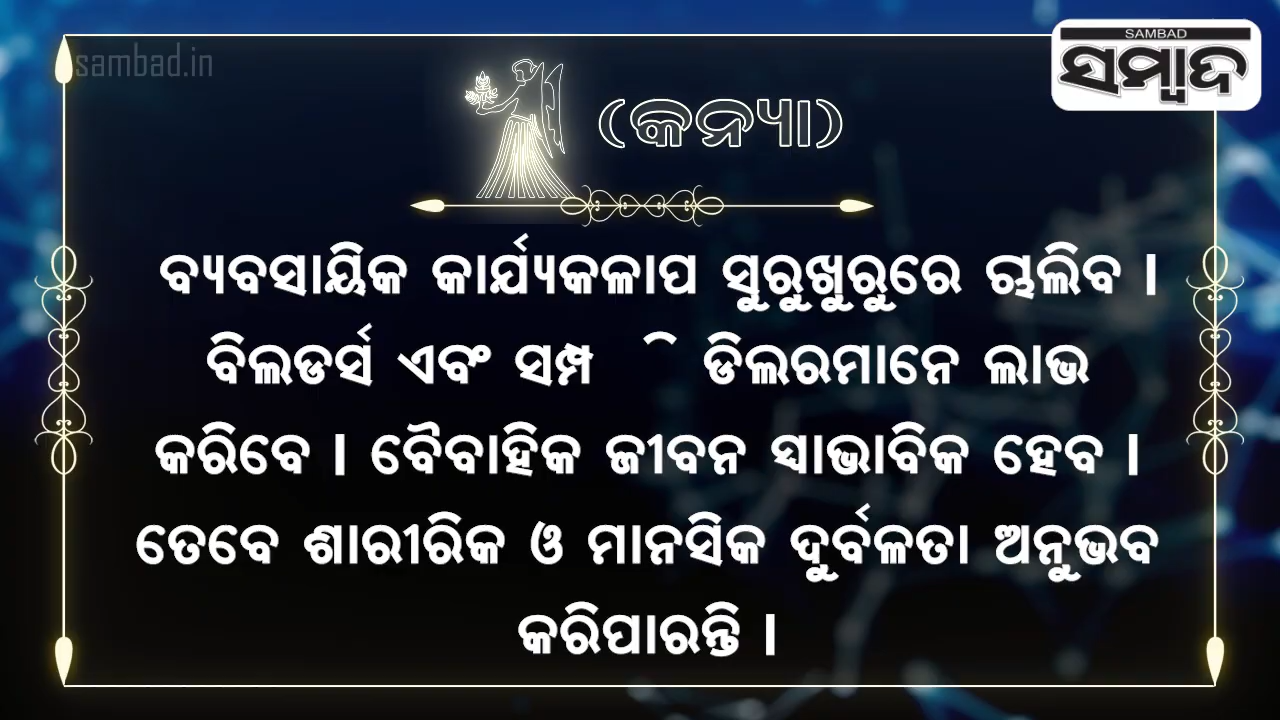 sambad.in
SAMBAD
ସମ୍ବାଦ
(କନ୍ୟା)
ବ୍ୟବସାୟିକ କାର୍ଯ୍ୟକଳାପ ସୁରୁଖୁରୁରେ ଚାଲିବ ।
ବିଲଡର୍ସ ଏବଂ ସମ୍ପ ଡିଲରମାନେ ଲାଭ
କରିବେ । ବୈବାହିକ ଜୀବନ ସ୍ୱାଭାବିକ ହେବ ।
ତେବେ ଶାରୀରିକ ଓ ମାନସିକ ଦୁର୍ବଳତା ଅନୁଭବ
କରିପାରନ୍ତି ।